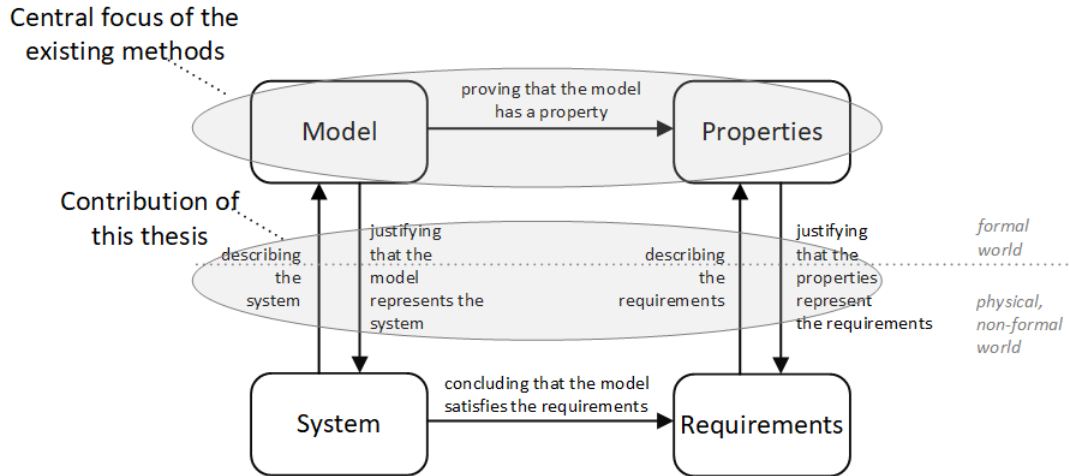 Central focus of the
existing methods
proving that the model
has a property
Model
Properties
Contribution of
this thesis
describing
the
system
justifying
that the
model
represents the
system
describing
the
requirements
justifying
that the
properties
represent
the requirements
formal
world
physical,
non-formal
world
concluding that the model
satisfies the requirements
System
Requirements